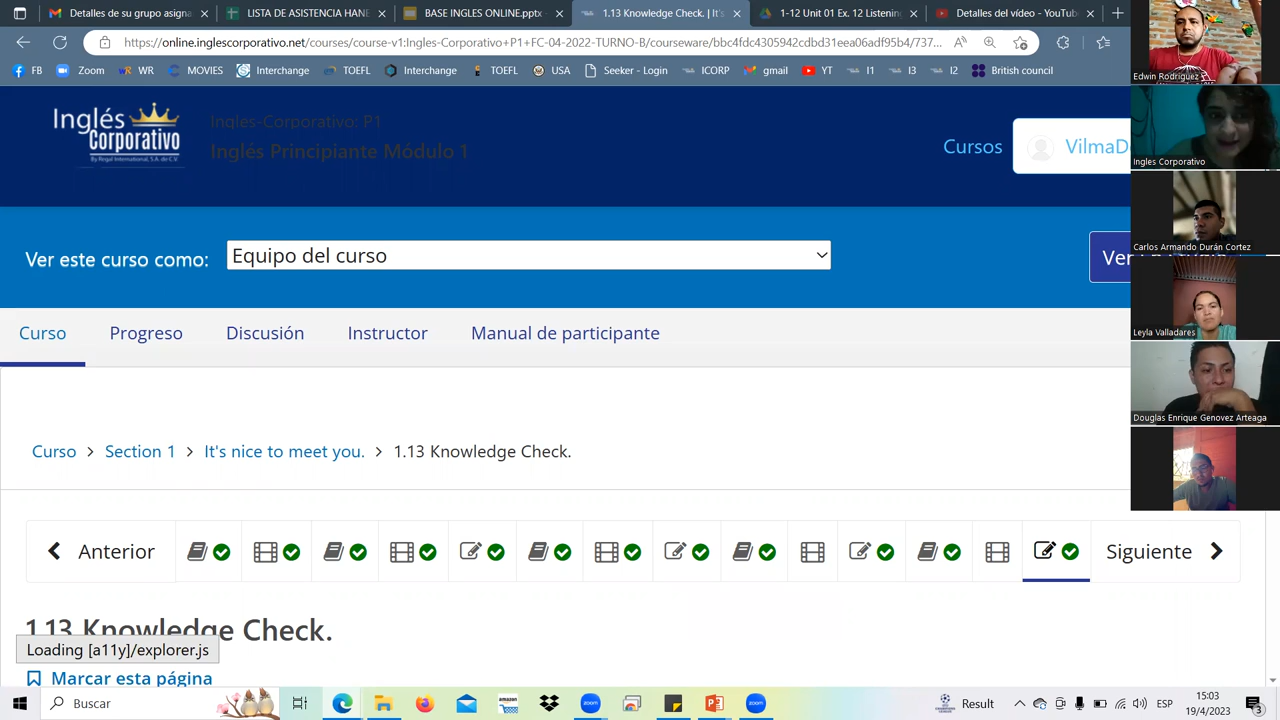 Detalles de su grupo asigna
LISTA DE ASISTENCIA HANE
BASE INGLES ONLINE.pptx
1.13 Knowledge Check. | It's
1-12 Unit 01 Ex. 12 Listening
Detalles del vídeo - YouTube
https://online.inglescorporativo.net/courses/course-v1:Ingles-Corporativo+P1+FC-04-2022-TURNO-B/courseware/bbc4fdc4305942cdbd31eea06adf95b4/737...
FB
Zoom
WR
MOVIES
Interchange
TOEFL
Interchange
TOEFL
USA
Seeker - Login
ICORP
gmail
YT
I1
I3
I2
British council
Inglés
Corporativo
By Regal International, S.A. de C.V.
Ingles-Corporativo: P1
Inglés Principiante Módulo 1
Cursos
VilmaD
Ver este curso como:
Equipo del curso
Ver
Curso
Progreso
Discusión
Instructor
Manual de participante
Curso > Section 1 > It's nice to meet you. > 1.13 Knowledge Check.
Anterior
Siguiente
1.13 Knowledge Check.
Loading [a11y]/explorer.js
Marcar esta página
Edwin Rodriguez
Ingles Corporativo
Carlos Armando Durán Cortez
Leyla Valladares
Douglas Enrique Genovez Arteaga
Buscar
amazon
Result
ESP
15:03
19/4/2023
3